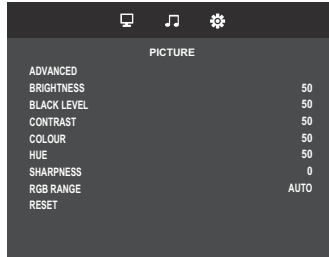 PICTURE
ADVANCED
BRIGHTNESS 50
BLACK LEVEL 50
CONTRAST 50
COLOUR 50
HUE 50
SHARPNESS 0
RGB RANGE AUTO
RESET